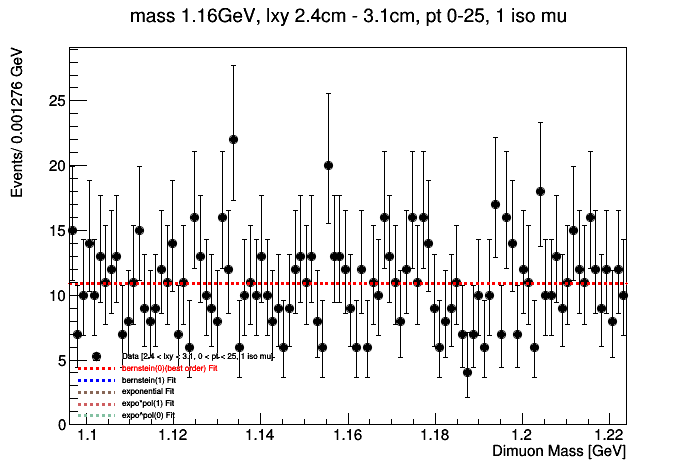 mass 1.16GeV, lxy 2.4cm - 3.1cm, pt 0-25, 1 iso mu
Events/ 0.001276 GeV
25
20
15
10
5
0
Data [2.4 < lxy < 3.1, 0 < pt < 25, 1 iso mu]
bernstein(0)(best order) Fit
bernstein(1) Fit
exponential Fit
expo*pol(1) Fit
expo*pol(0) Fit
1.1 1.12 1.14 1.16 1.18 1.2 1.22
Dimuon Mass [GeV]